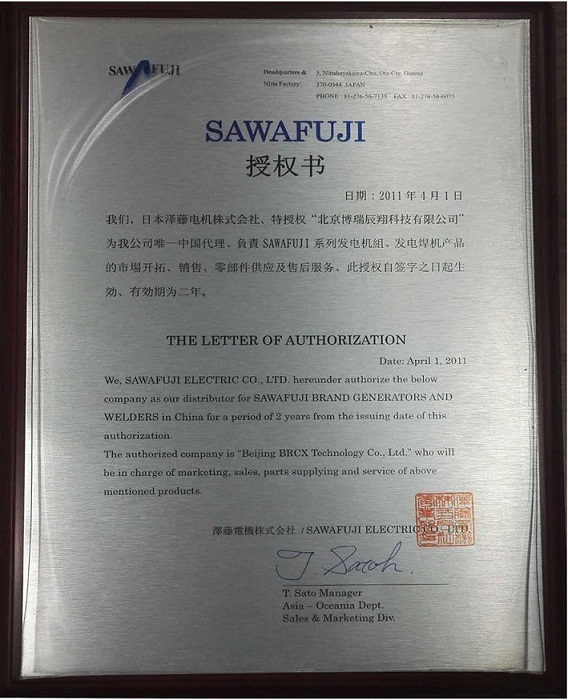 SAWAFUJI
Headquarters & 3, Nittahayakawa-Cho, Ota-City, Gunma
Nitta Factory: 370-0344 JAPAN
PHONE : 81-276-56-7139 FAX : 81-276-56-6075
SAWAFUJI
授权书
日期：2011 年 4 月 1 日
我们、日本泽藤电机株式会社、特授权“北京博瑞辰翔科技有限公司”
为我公司唯一中国代理、負責 SAWAFUJI 系列发电机組、发电焊机产品
的市場开拓、销售、零部件供应及售后服务、此授权自签字之日起生
効、有効期为二年。
THE LETTER OF AUTHORIZATION
Date: April 1, 2011
We, SAWAFUJI ELECTRIC CO., LTD. hereunder authorize the below
company as our distributor for SAWAFUJI BRAND GENERATORS AND
WELDERS in China for a period of 2 years from the issuing date of this
authorization.
The authorized company is “Beijing BRCX Technology Co., Ltd.” who will
be in charge of marketing, sales, parts supplying and service of above
mentioned products.
澤藤電機株式会社 / SAWAFUJI ELECTRIC CO., LTD.
T. Sato Manager
Asia – Oceania Dept.
Sales & Marketing Div.